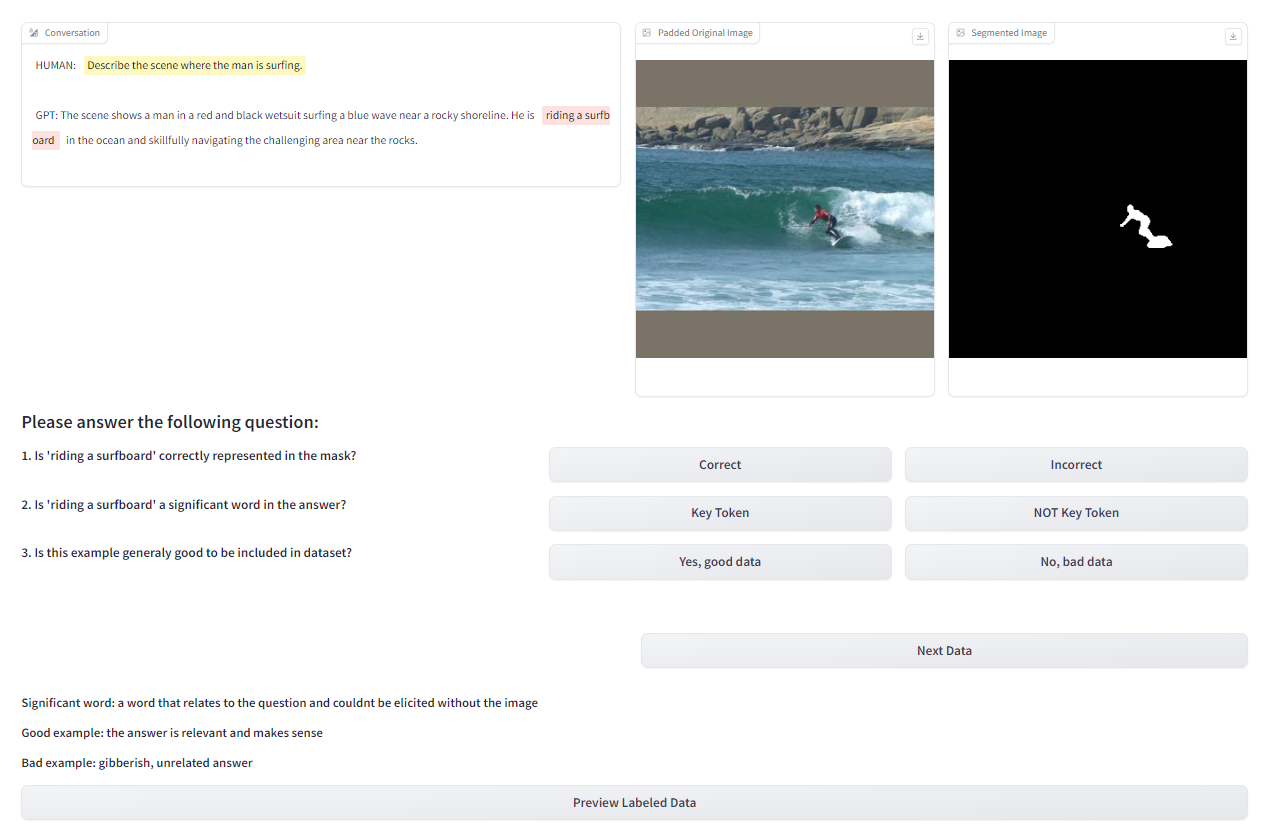 Conversation
HUMAN: Describe the scene where the man is surfing.
GPT: The scene shows a man in a red and black wetsuit surfing a blue wave near a rocky shoreline. He is riding a surfb
oard in the ocean and skillfully navigating the challenging area near the rocks.
Padded Original Image
Segmented Image
Please answer the following question:
1. Is 'riding a surfboard' correctly represented in the mask?
Correct
Incorrect
2. Is 'riding a surfboard' a significant word in the answer?
Key Token
NOT Key Token
3. Is this example generaly good to be included in dataset?
Yes, good data
No, bad data
Next Data
Significant word: a word that relates to the question and couldnt be elicited without the image
Good example: the answer is relevant and makes sense
Bad example: gibberish, unrelated answer
Preview Labeled Data